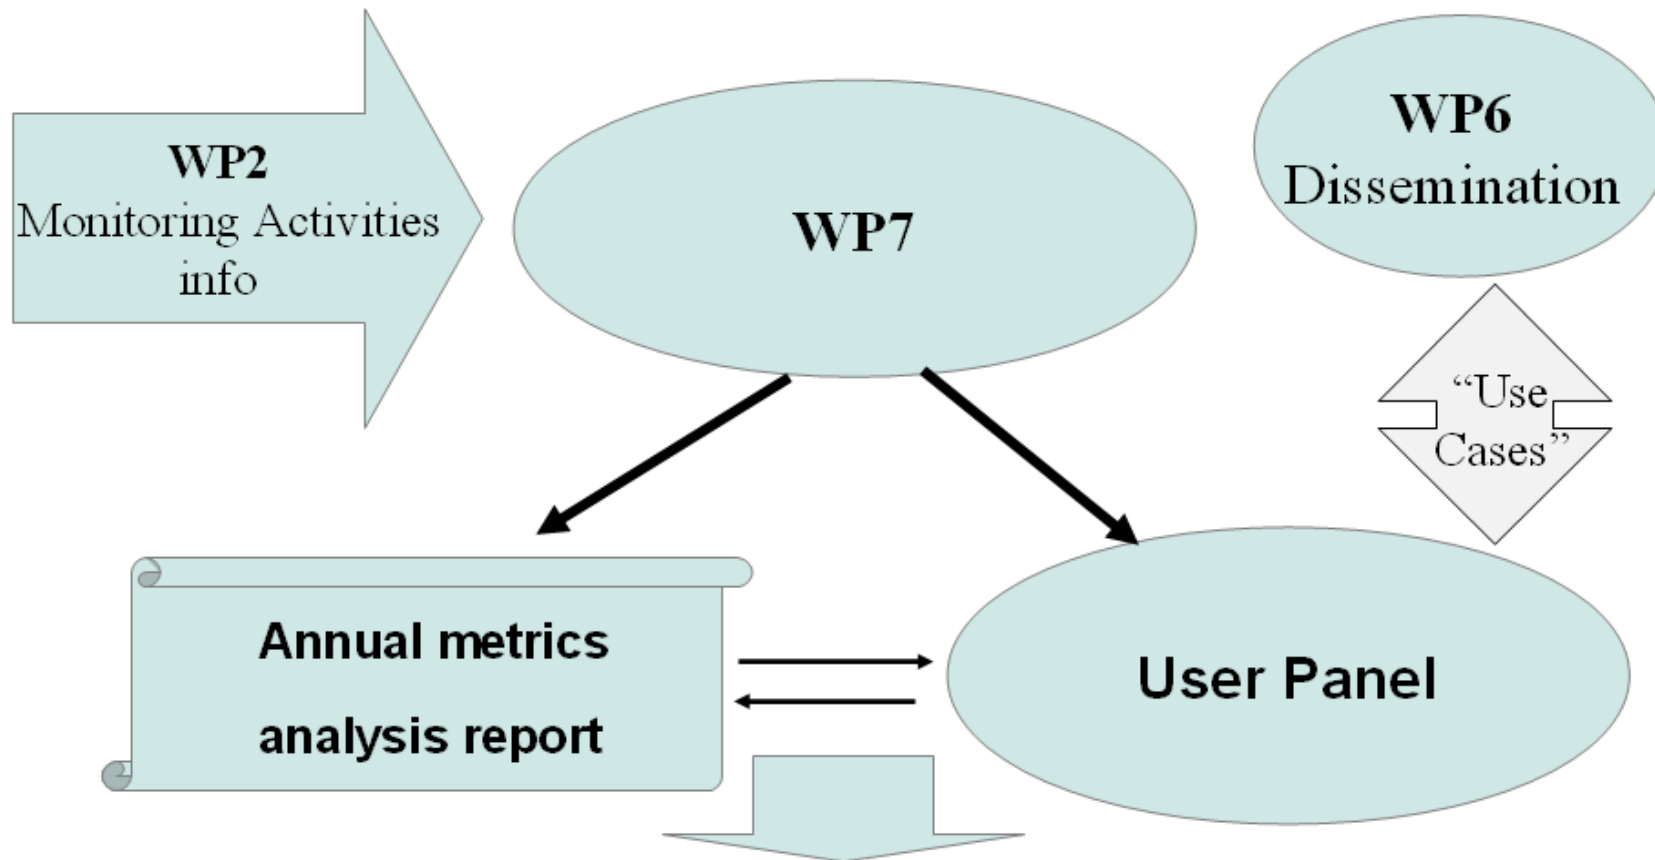 WP2
Monitoring Activities
info
WP7
WP6
Dissemination
“Use
Cases”
Annual metrics
analysis report
User Panel